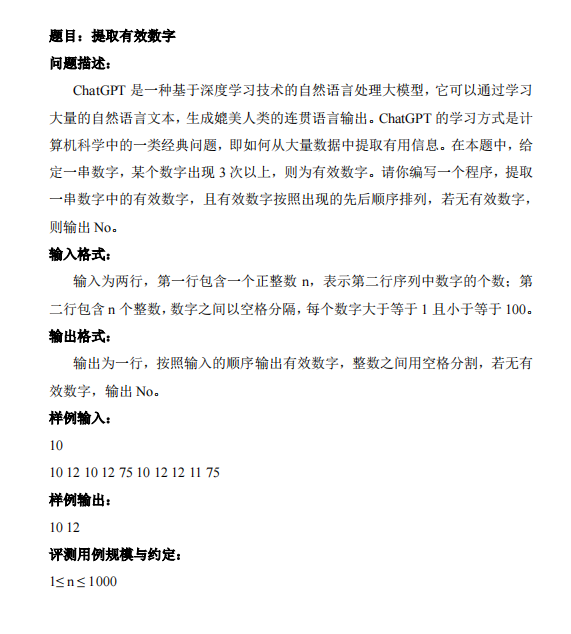 题目：提取有效数字
问题描述：
ChatGPT 是一种基于深度学习技术的自然语言处理大模型，它可以通过学习
大量的自然语言文本，生成媲美人类的连贯语言输出。ChatGPT 的学习方式是计
算机科学中的一类经典问题，即如何从大量数据中提取有用信息。在本题中，给
定一串数字，某个数字出现 3 次以上，则为有效数字。请你编写一个程序，提取
一串数字中的有效数字，且有效数字按照出现的先后顺序排列，若无有效数字，
则输出 No。
输入格式：
输入为两行，第一行包含一个正整数 n，表示第二行序列中数字的个数；第
二行包含 n 个整数，数字之间以空格分隔，每个数字大于等于 1 且小于等于 100。
输出格式：
输出为一行，按照输入的顺序输出有效数字，整数之间用空格分割，若无有
效数字，输出 No。
样例输入：
10
10 12 10 12 75 10 12 12 11 75
样例输出：
10 12
评测用例规模与约定：
1≤ n ≤ 1000